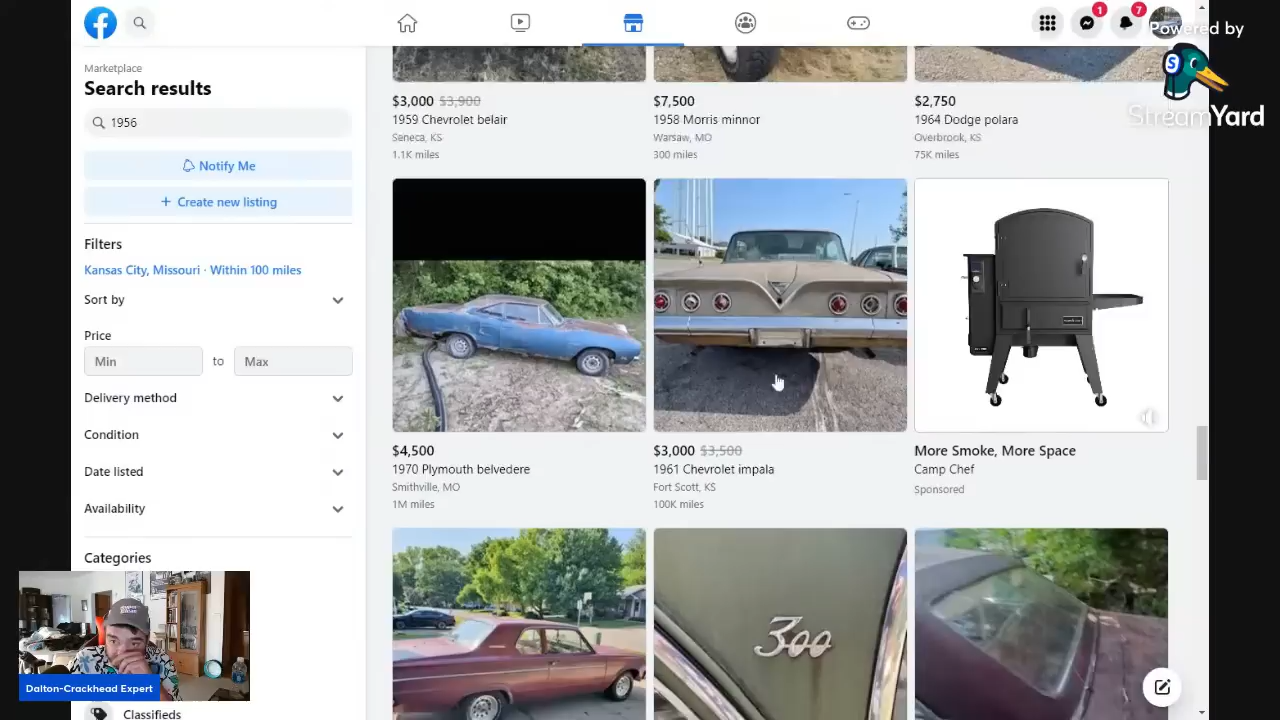 Powered by
StreamYard
1
7
Marketplace
Search results
1956
Notify Me
+ Create new listing
Filters
Kansas City, Missouri · Within 100 miles
Sort by
Price
Min
to
Max
Delivery method
Condition
Date listed
Availability
Categories
Classifieds
$3,000 $3,900
1959 Chevrolet belair
Seneca, KS
1.1K miles
$7,500
1958 Morris minnor
Warsaw, MO
300 miles
$2,750
1964 Dodge polara
Overbrook, KS
75K miles
$4,500
1970 Plymouth belvedere
Smithville, MO
1M miles
$3,000 $3,500
1961 Chevrolet impala
Fort Scott, KS
100K miles
More Smoke, More Space
Camp Chef
Sponsored
300
Dalton-Crackhead Expert